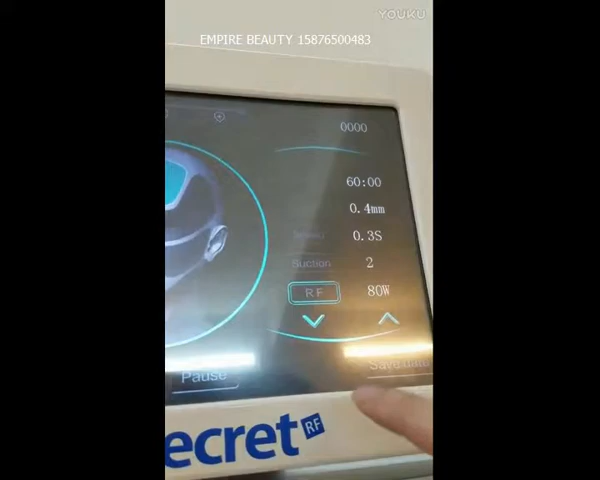 YOUKU
EMPIRE BEAUTY 15876500483
0000
60:00
0.4mm
0.3S
Suction 2
RF 80W
Pause
Save data
ecret RF